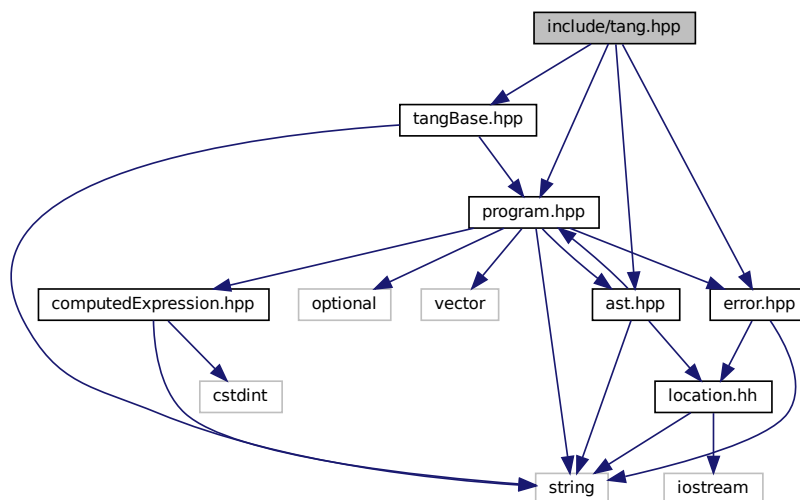 include/tang.hpp
tangBase.hpp
program.hpp
computedExpression.hpp
optional
vector
ast.hpp
error.hpp
cstdint
location.hh
string
iostream